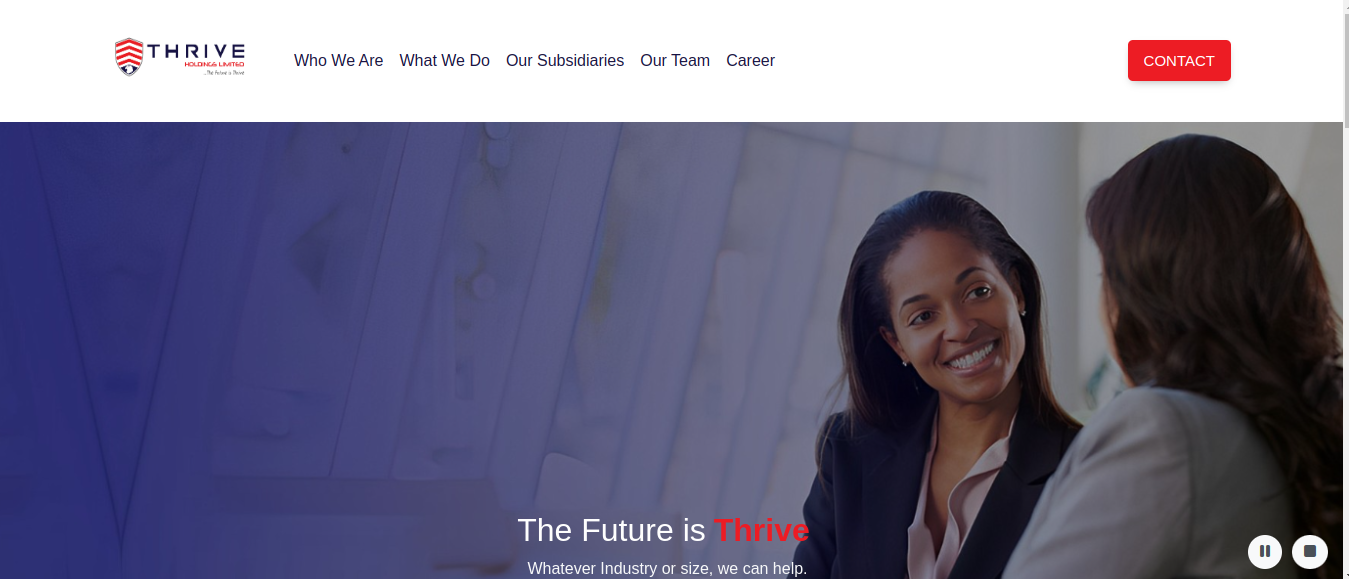 THRIVE
HOLDINGS LIMITED
...The Future is Thrive
Who We Are What We Do Our Subsidiaries Our Team Career
CONTACT
The Future is Thrive
Whatever Industry or size, we can help.